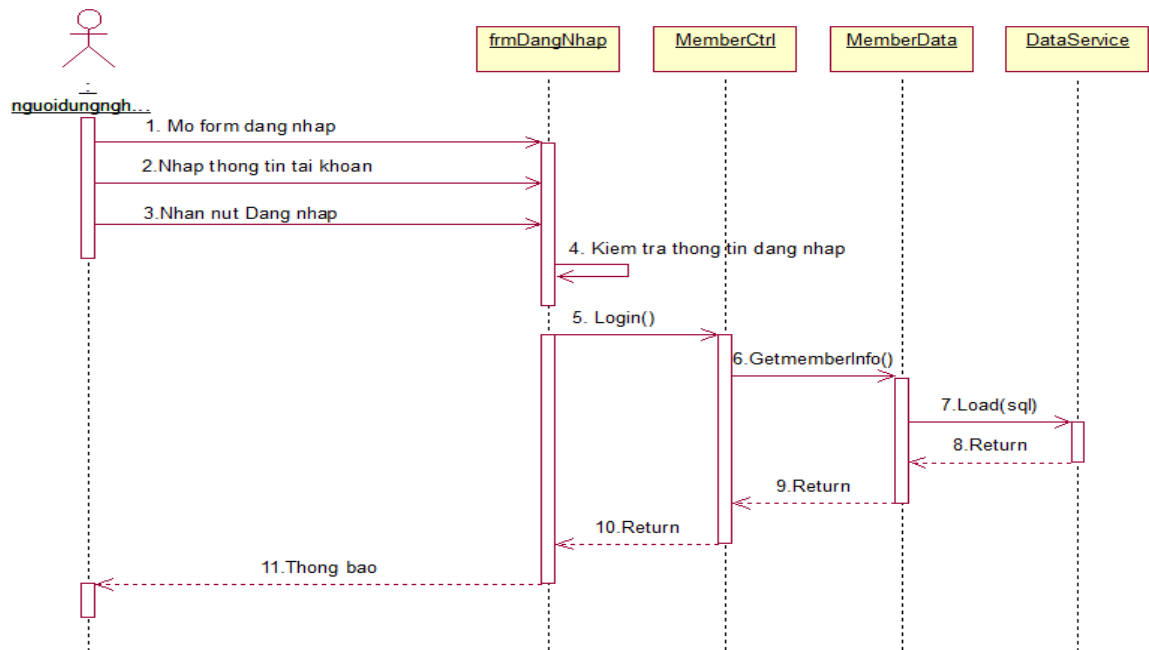 frmDangNhap
MemberCtrl
MemberData
DataService
:
nguoidungngh...
1. Mo form dang nhap
2.Nhap thong tin tai khoan
3.Nhan nut Dang nhap
4. Kiem tra thong tin dang nhap
5. Login()
6.GetmemberInfo()
7.Load(sql)
8.Return
9.Return
10.Return
11.Thong bao